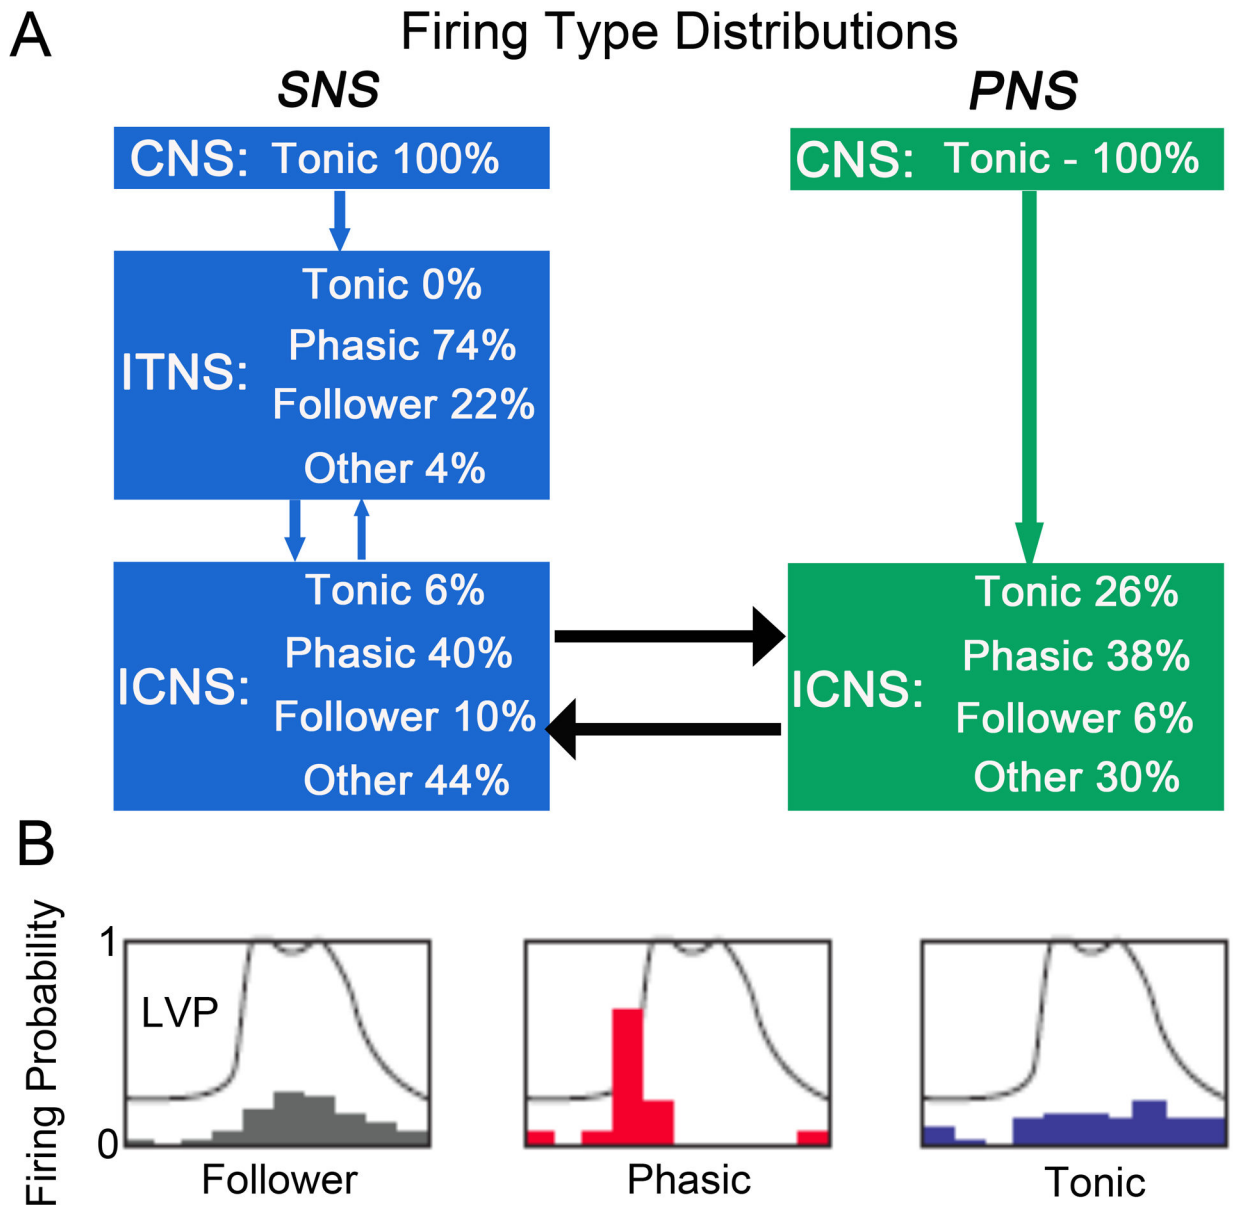 A
Firing Type Distributions
SNS
PNS
CNS: Tonic 100%
CNS: Tonic - 100%
ITNS:
Tonic 0%
Phasic 74%
Follower 22%
Other 4%
ICNS:
Tonic 6%
Phasic 40%
Follower 10%
Other 44%
ICNS:
Tonic 26%
Phasic 38%
Follower 6%
Other 30%
B
Firing Probability
1
0
LVP
Follower
Phasic
Tonic